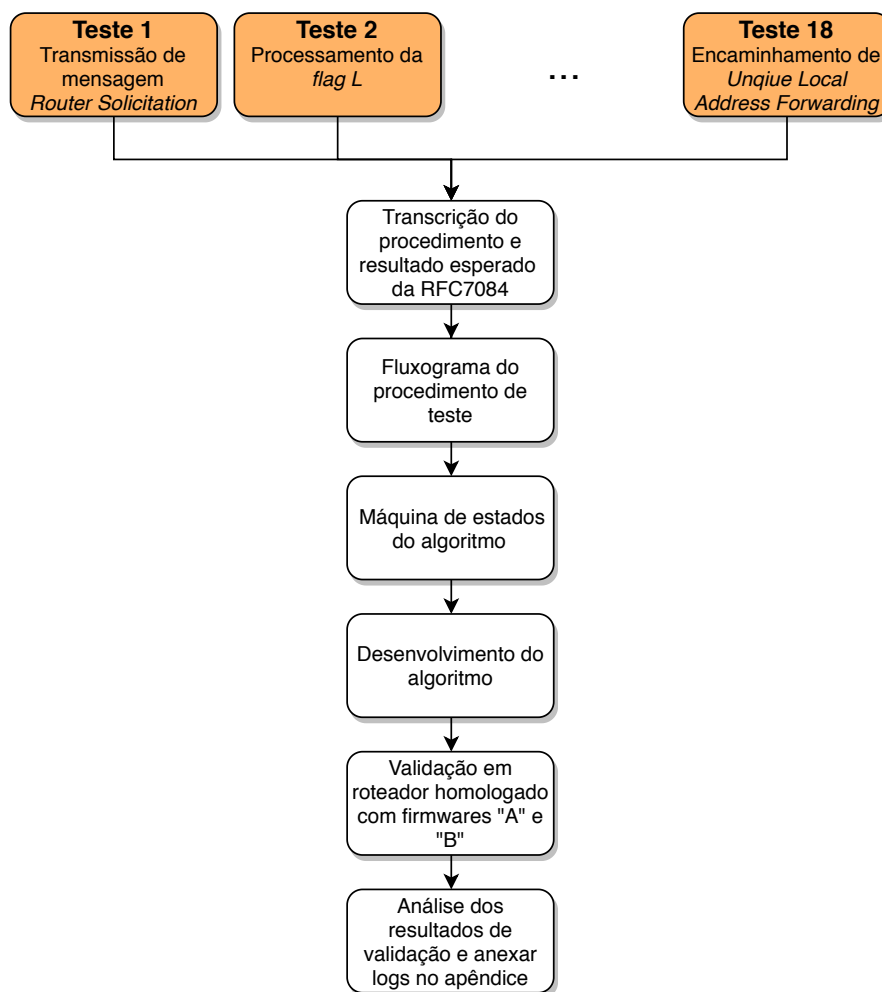 Teste 1
Transmissão de
mensagem
Router Solicitation
Teste 2
Processamento da
flag L
...
Teste 18
Encaminhamento de
Unqiue Local
Address Forwarding
Transcrição do
procedimento e
resultado esperado
da RFC7084
Fluxograma do
procedimento de
teste
Máquina de estados
do algoritmo
Desenvolvimento do
algoritmo
Validação em
roteador homologado
com firmwares "A" e
"B"
Análise dos
resultados de
validação e anexar
logs no apêndice